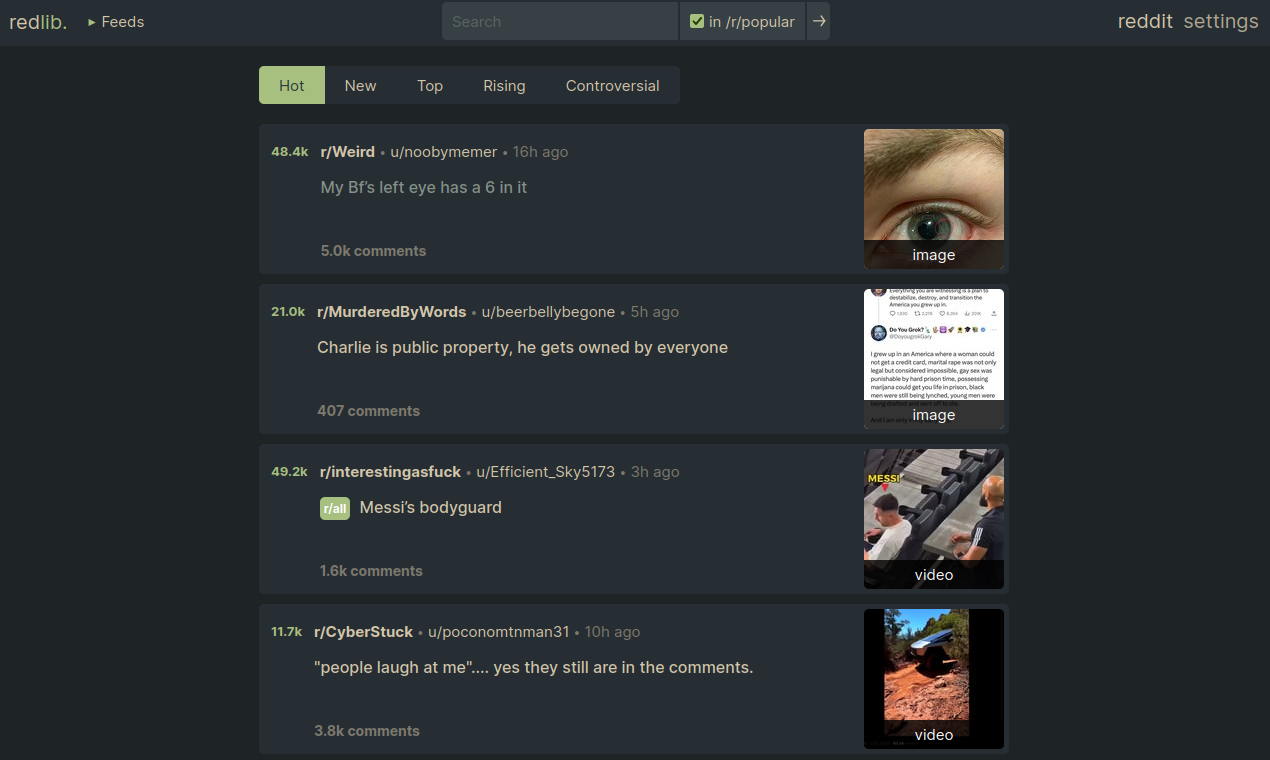 redlib. ▸ Feeds
Search
in /r/popular →
reddit settings
Hot New Top Rising Controversial
48.4k r/Weird • u/noobymemer • 16h ago
My Bf's left eye has a 6 in it
5.0k comments
image
21.0k r/MurderedByWords • u/beerbellybegone • 5h ago
Charlie is public property, he gets owned by everyone
407 comments
Everything you are witnessing is a plan to
destabilize, destroy, and transition the
America you grew up in.
Do You Grok?
@DoyougrokGary
I grew up in an America where a woman could
not get a credit card, marital rape was not only
legal but considered impossible, gay sex was
punishable by hard prison time, possessing
marijana could get you life in prison, black
men were still being lynched, young men were
image
49.2k r/interestingasfuck • u/Efficient_Sky5173 • 3h ago
r/all Messi's bodyguard
1.6k comments
MESSI
video
11.7k r/CyberStuck • u/poconomtnman31 • 10h ago
"people laugh at me".... yes they still are in the comments.
3.8k comments
video